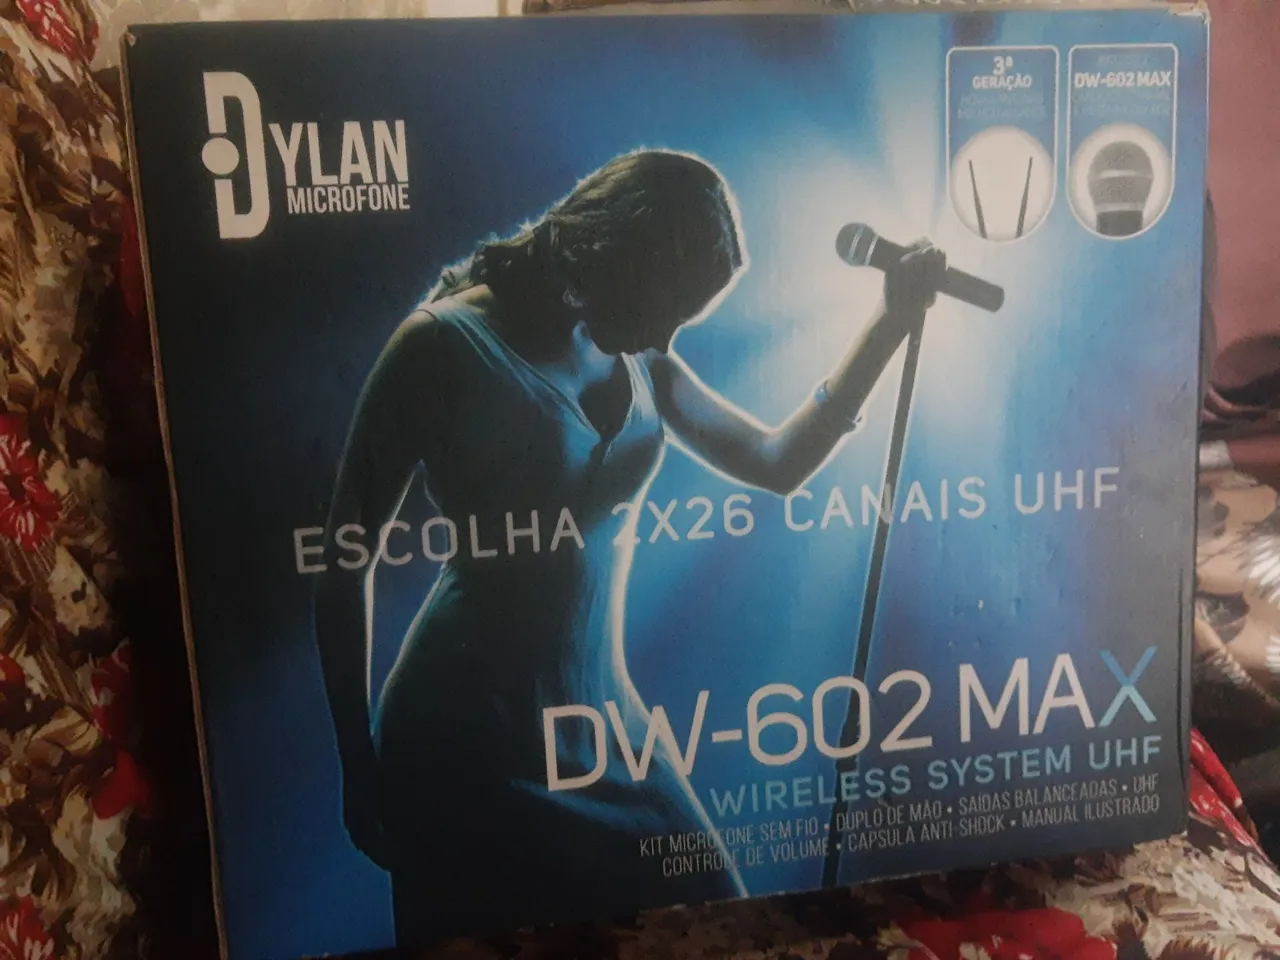 DYLAN
MICROFONE
3ª
GERAÇÃO
DW-602 MAX
ESCOLHA 2X26 CANAIS UHF
DW-602 MAX
WIRELESS SYSTEM UHF
KIT MICROFONE SEM FIO • DUPLO DE MÃO • SAÍDAS BALANCEADAS • UHF
CONTROLE DE VOLUME • CAPSULA ANTI-SHOCK • MANUAL ILUSTRADO